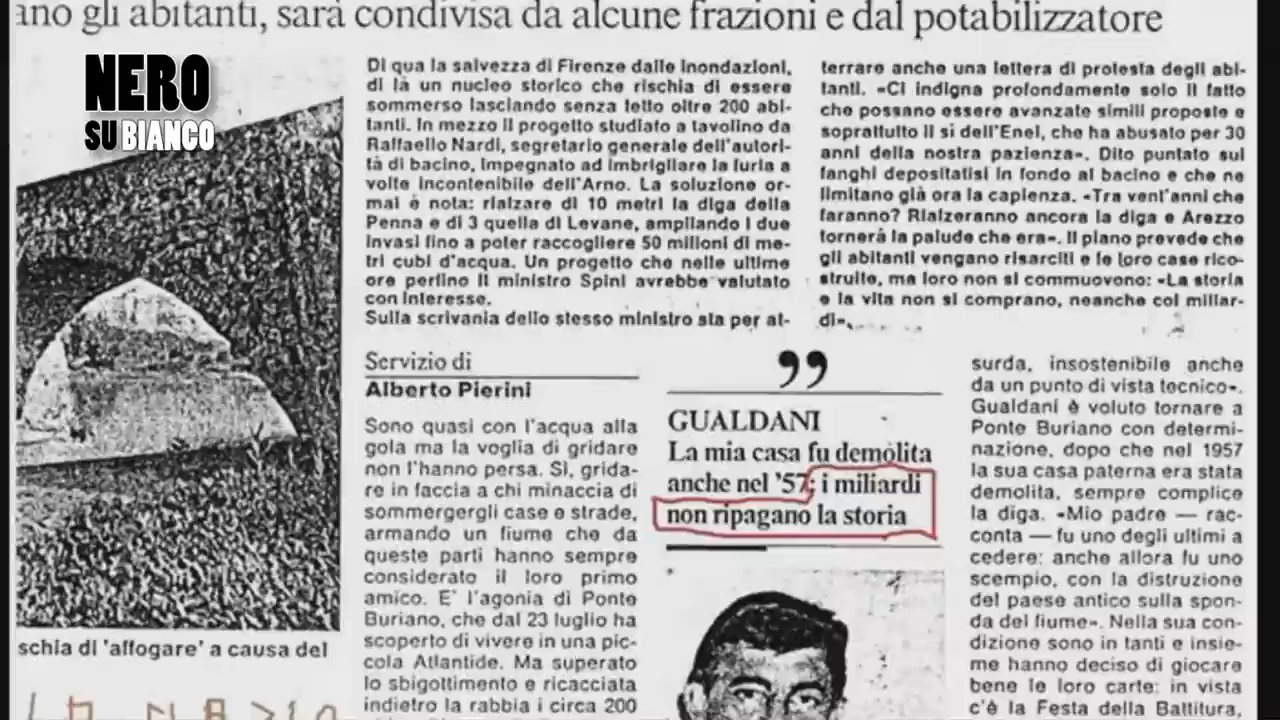 ano gli abitanti, sarà condivisa da alcune frazioni e dal potabilizzatore
NERO
SU BIANCO
Di qua la salvezza di Firenze dalle inondazioni,
di là un nucleo storico che rischia di essere
sommerso lasciando senza tetto oltre 200 abi-
tanti. In mezzo il progetto studiato a tavolino da
Raffaello Nardi, segretario generale dell'autori-
tà di bacino, impegnato ad imbrigliare la furia a
volte incontenibile dell'Arno. La soluzione or-
mai è nota: rialzare di 10 metri la diga della
Penna e di 3 quella di Levane, ampliando i due
invasi fino a poter raccogliere 50 milioni di me-
tri cubi d'acqua. Un progetto che nelle ultime
ore perfino il ministro Spini avrebbe valutato
con interesse.
Sulla scrivania dello stesso ministro sta per at-
terrare anche una lettera di protesta degli abi-
tanti. «Ci indigna profondamente solo il fatto
che possano essere avanzate simili proposte e
soprattutto il sì dell'Enel, che ha abusato per 30
anni della nostra pazienza». Dito puntato sui
fanghi depositatisi in fondo al bacino e che ne
limitano già ora la capienza. «Tra vent'anni che
faranno? Rialzeranno ancora la diga e Arezzo
tornerà la palude che era». Il piano prevede che
gli abitanti vengano risarciti e le loro case rico-
struite, ma loro non si commuovono: «La storia
e la vita non si comprano, neanche col miliar-
di».
Servizio di
Alberto Pierini
Sono quasi con l'acqua alla
gola ma la voglia di gridare
non l'hanno persa. Sì, grida-
re in faccia a chi minaccia di
sommergergli case e strade,
armando un fiume che da
queste parti hanno sempre
considerato il loro primo
amico. E' l'agonia di Ponte
Buriano, che dal 23 luglio ha
scoperto di vivere in una pic-
cola Atlantide. Ma superato
lo sbigottimento e ricacciata
indietro la rabbia i circa 200
”
GUALDANI
La mia casa fu demolita
anche nel '57: i miliardi
non ripagano la storia
surda, insostenibile anche
da un punto di vista tecnico».
Gualdani è voluto tornare a
Ponte Buriano con determi-
nazione, dopo che nel 1957
la sua casa paterna era stata
demolita, sempre complice
la diga. «Mio padre — rac-
conta — fu uno degli ultimi a
cedere: anche allora fu uno
scempio, con la distruzione
del paese antico sulla spon-
da del fiume». Nella sua con-
dizione sono in tanti e insie-
me hanno deciso di giocare
bene le loro carte: in vista
c'è la Festa della Battitura,
schia di 'affogare' a causa del